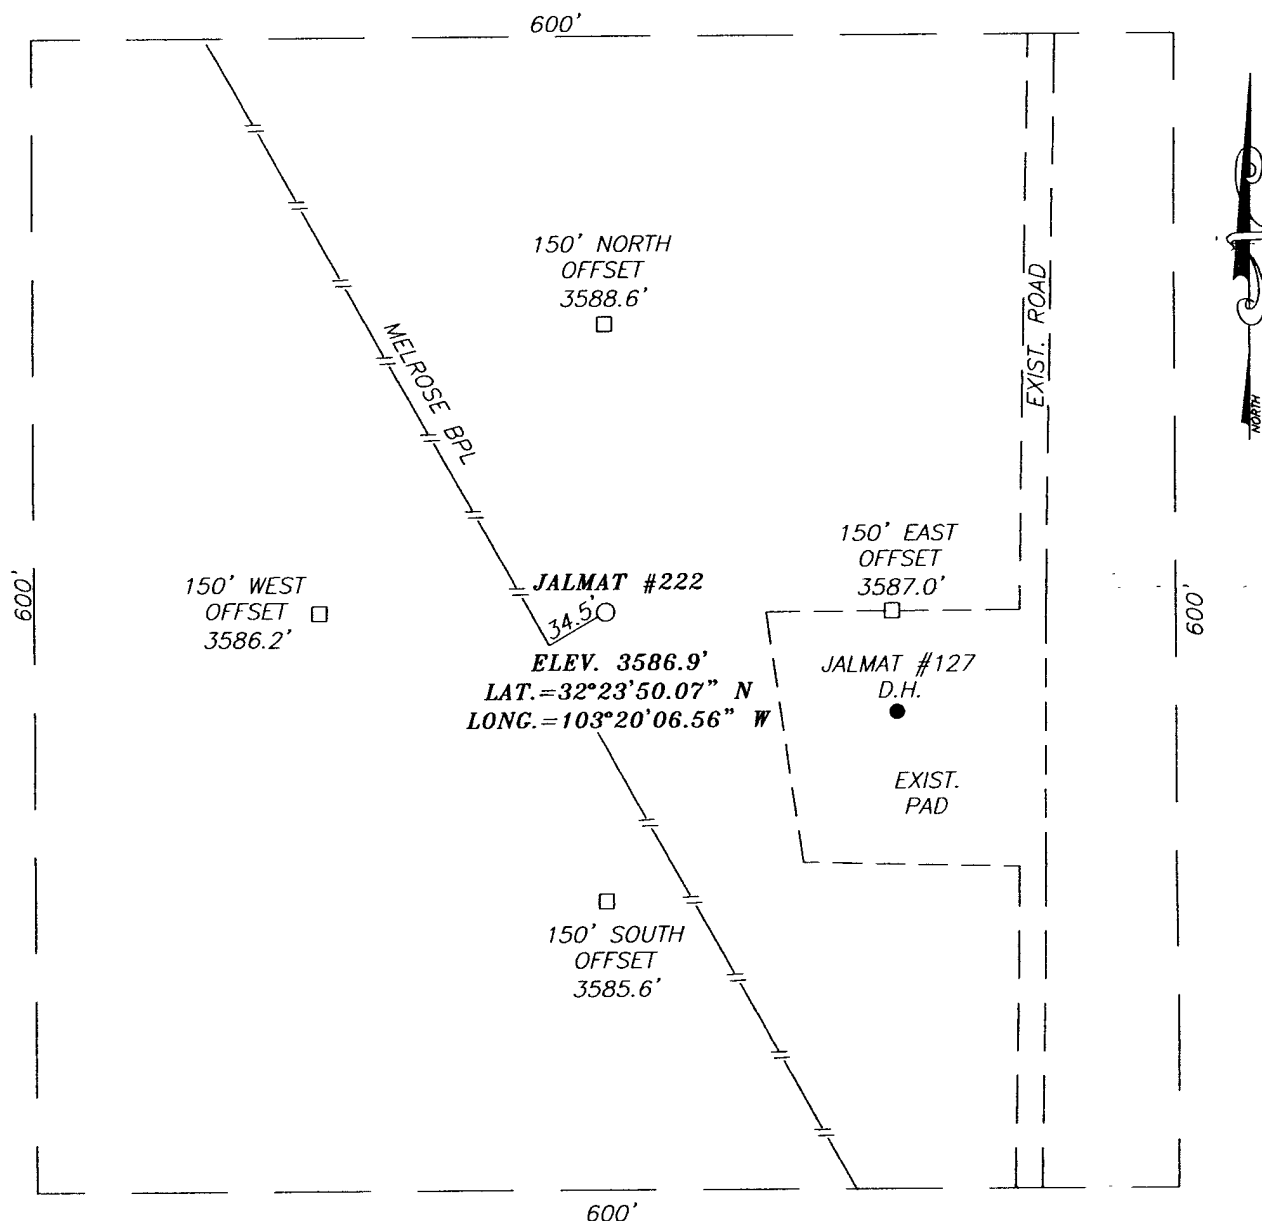 600'
150' NORTH
OFFSET
3588.6'
NORTH
EXIST. ROAD
MELROSE BPL
150' EAST
OFFSET
3587.0'
600'
150' WEST
OFFSET
3586.2'
JALMAT #222
34.5'
600'
ELEV. 3586.9'
LAT.=32°23'50.07" N
LONG.=103°20'06.56" W
JALMAT #127
D.H.
EXIST.
PAD
150' SOUTH
OFFSET
3585.6'
600'